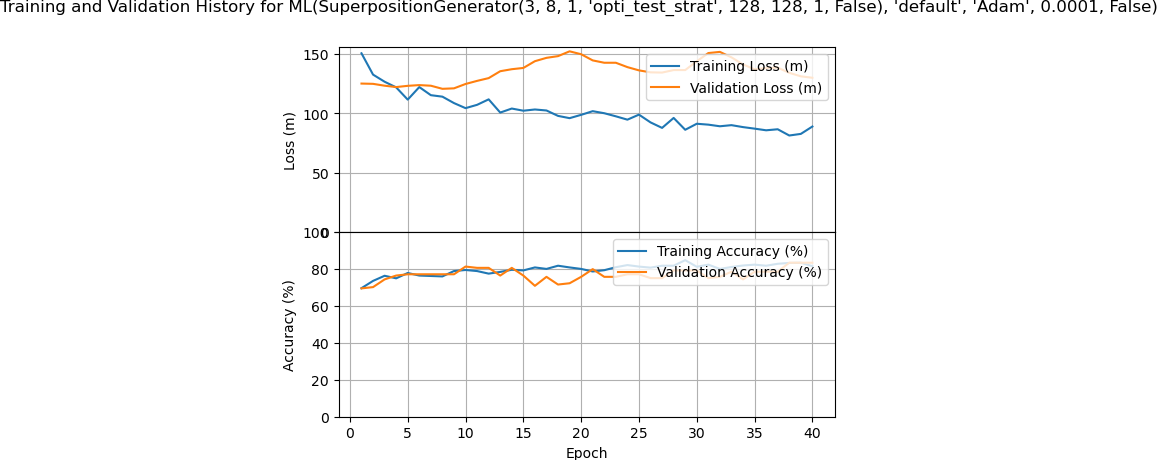 Training and Validation History for ML(SuperpositionGenerator(3, 8, 1, 'opti_test_strat', 128, 128, 1, False), 'default', 'Adam', 0.0001, False)
150
100
50
0
Loss (m)
Training Loss (m)
Validation Loss (m)
100
80
60
40
20
0
Accuracy (%)
Training Accuracy (%)
Validation Accuracy (%)
0 5 10 15 20 25 30 35 40
Epoch